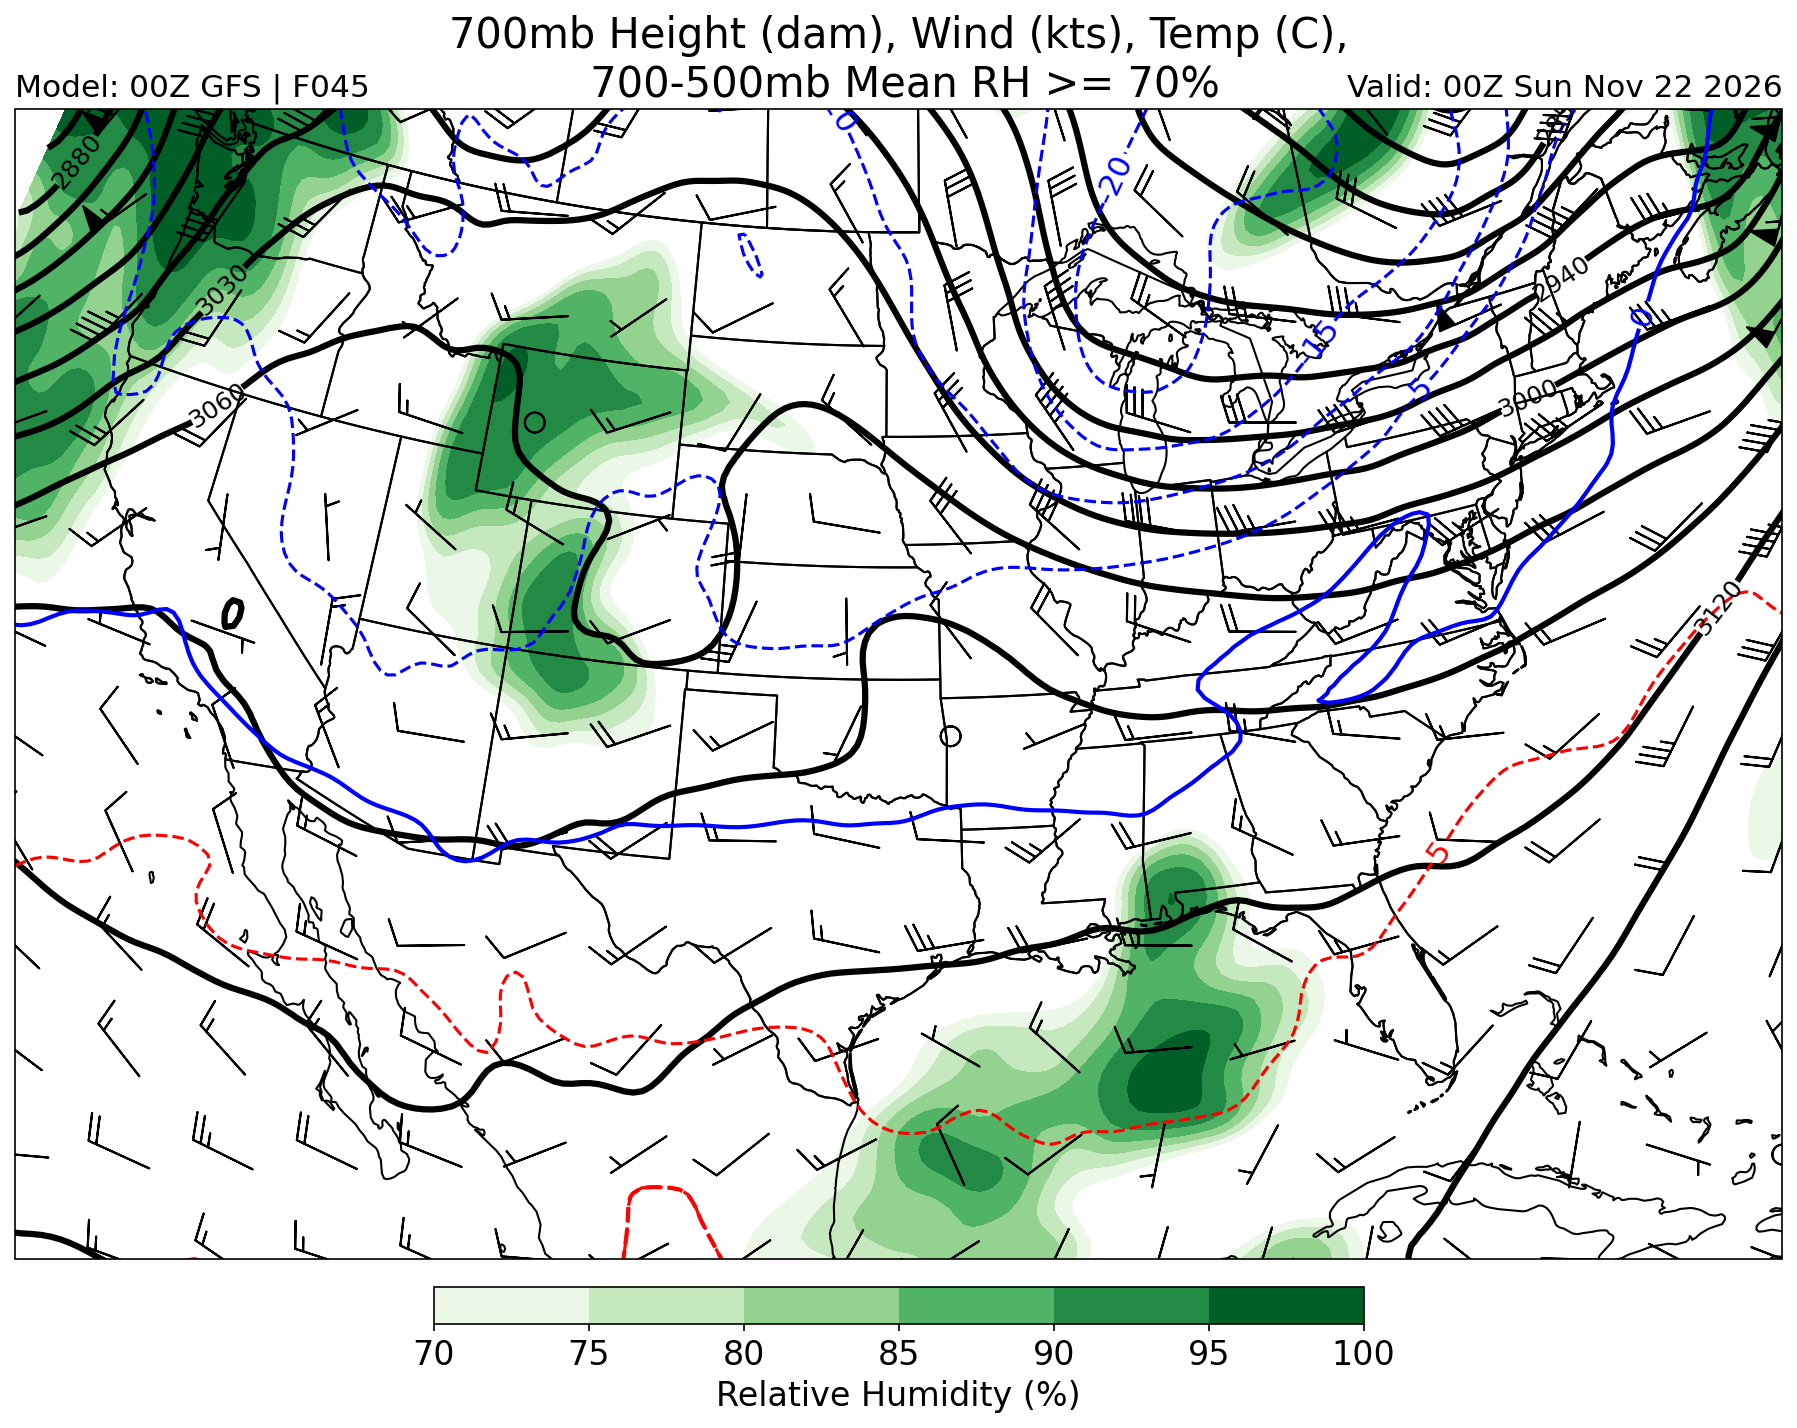 700mb Height (dam), Wind (kts), Temp (C),
700-500mb Mean RH >= 70%
Model: 00Z GFS | F045
Valid: 00Z Sun Nov 22 2026
2880
3030
3060
0
20
15
5
2940
3000
0
3120
5
70 75 80 85 90 95 100
Relative Humidity (%)